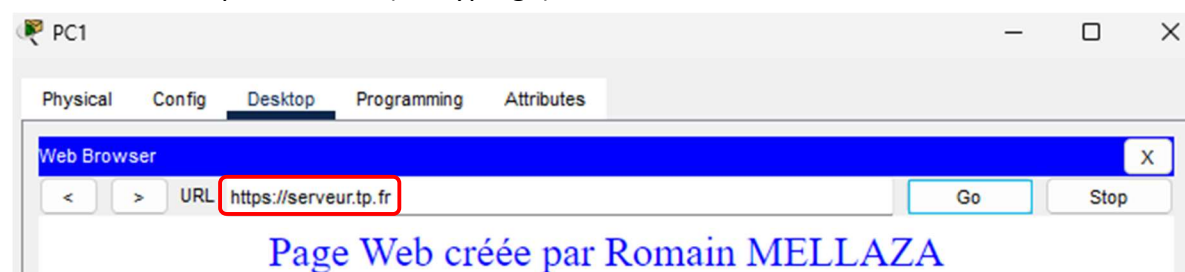 PC1
Physical Config Desktop Programming Attributes
Web Browser X
< > URL https://serveur.tp.fr Go Stop
Page Web créée par Romain MELLAZA